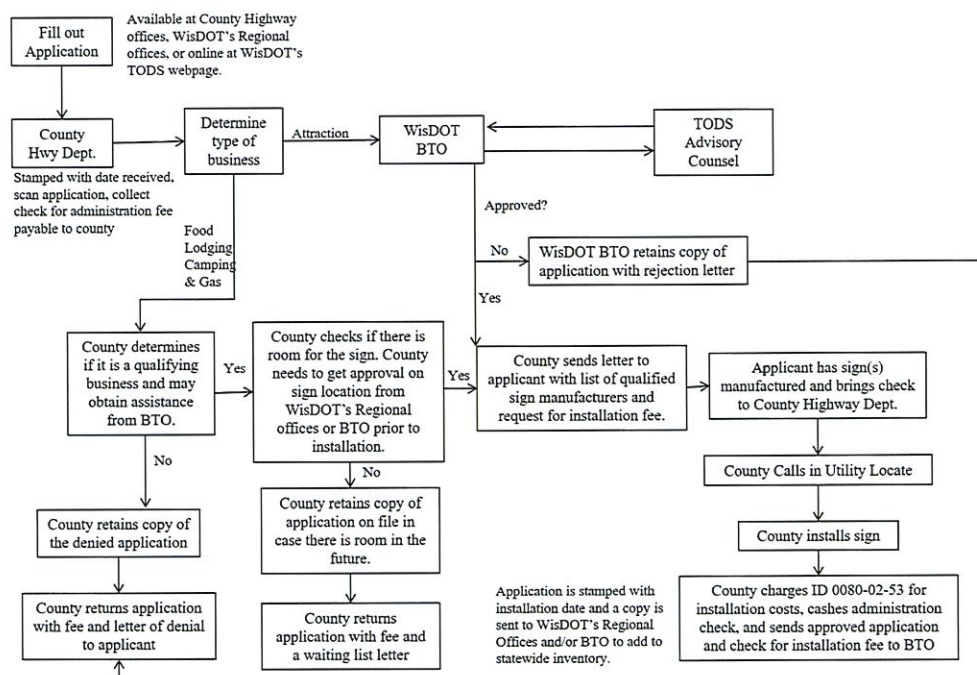 Fill out
Application
Available at County Highway
offices, WisDOT's Regional
offices, or online at WisDOT's
TODS webpage.
County
Hwy Dept.
Stamped with date received,
scan application, collect
check for administration fee
payable to county
Determine
type of
business
Attraction
WisDOT
BTO
TODS
Advisory
Counsel
Food
Lodging
Camping
& Gas
Approved?
No
WisDOT BTO retains copy of
application with rejection letter
Yes
County determines
if it is a qualifying
business and may
obtain assistance
from BTO.
Yes
County checks if there is
room for the sign. County
needs to get approval on
sign location from
WisDOT's Regional
offices or BTO prior to
installation.
Yes
County sends letter to
applicant with list of qualified
sign manufacturers and
request for installation fee.
Applicant has sign(s)
manufactured and brings check
to County Highway Dept.
No
County retains copy of
the denied application
County returns application
with fee and letter of denial
to applicant
No
County retains copy of
application on file in
case there is room in the
future.
County returns
application with fee and
a waiting list letter
County Calls in Utility Locate
County installs sign
Application is stamped with
installation date and a copy is
sent to WisDOT's Regional
Offices and/or BTO to add to
statewide inventory.
County charges ID 0080-02-53 for
installation costs, cashes administration
check, and sends approved application
and check for installation fee to BTO